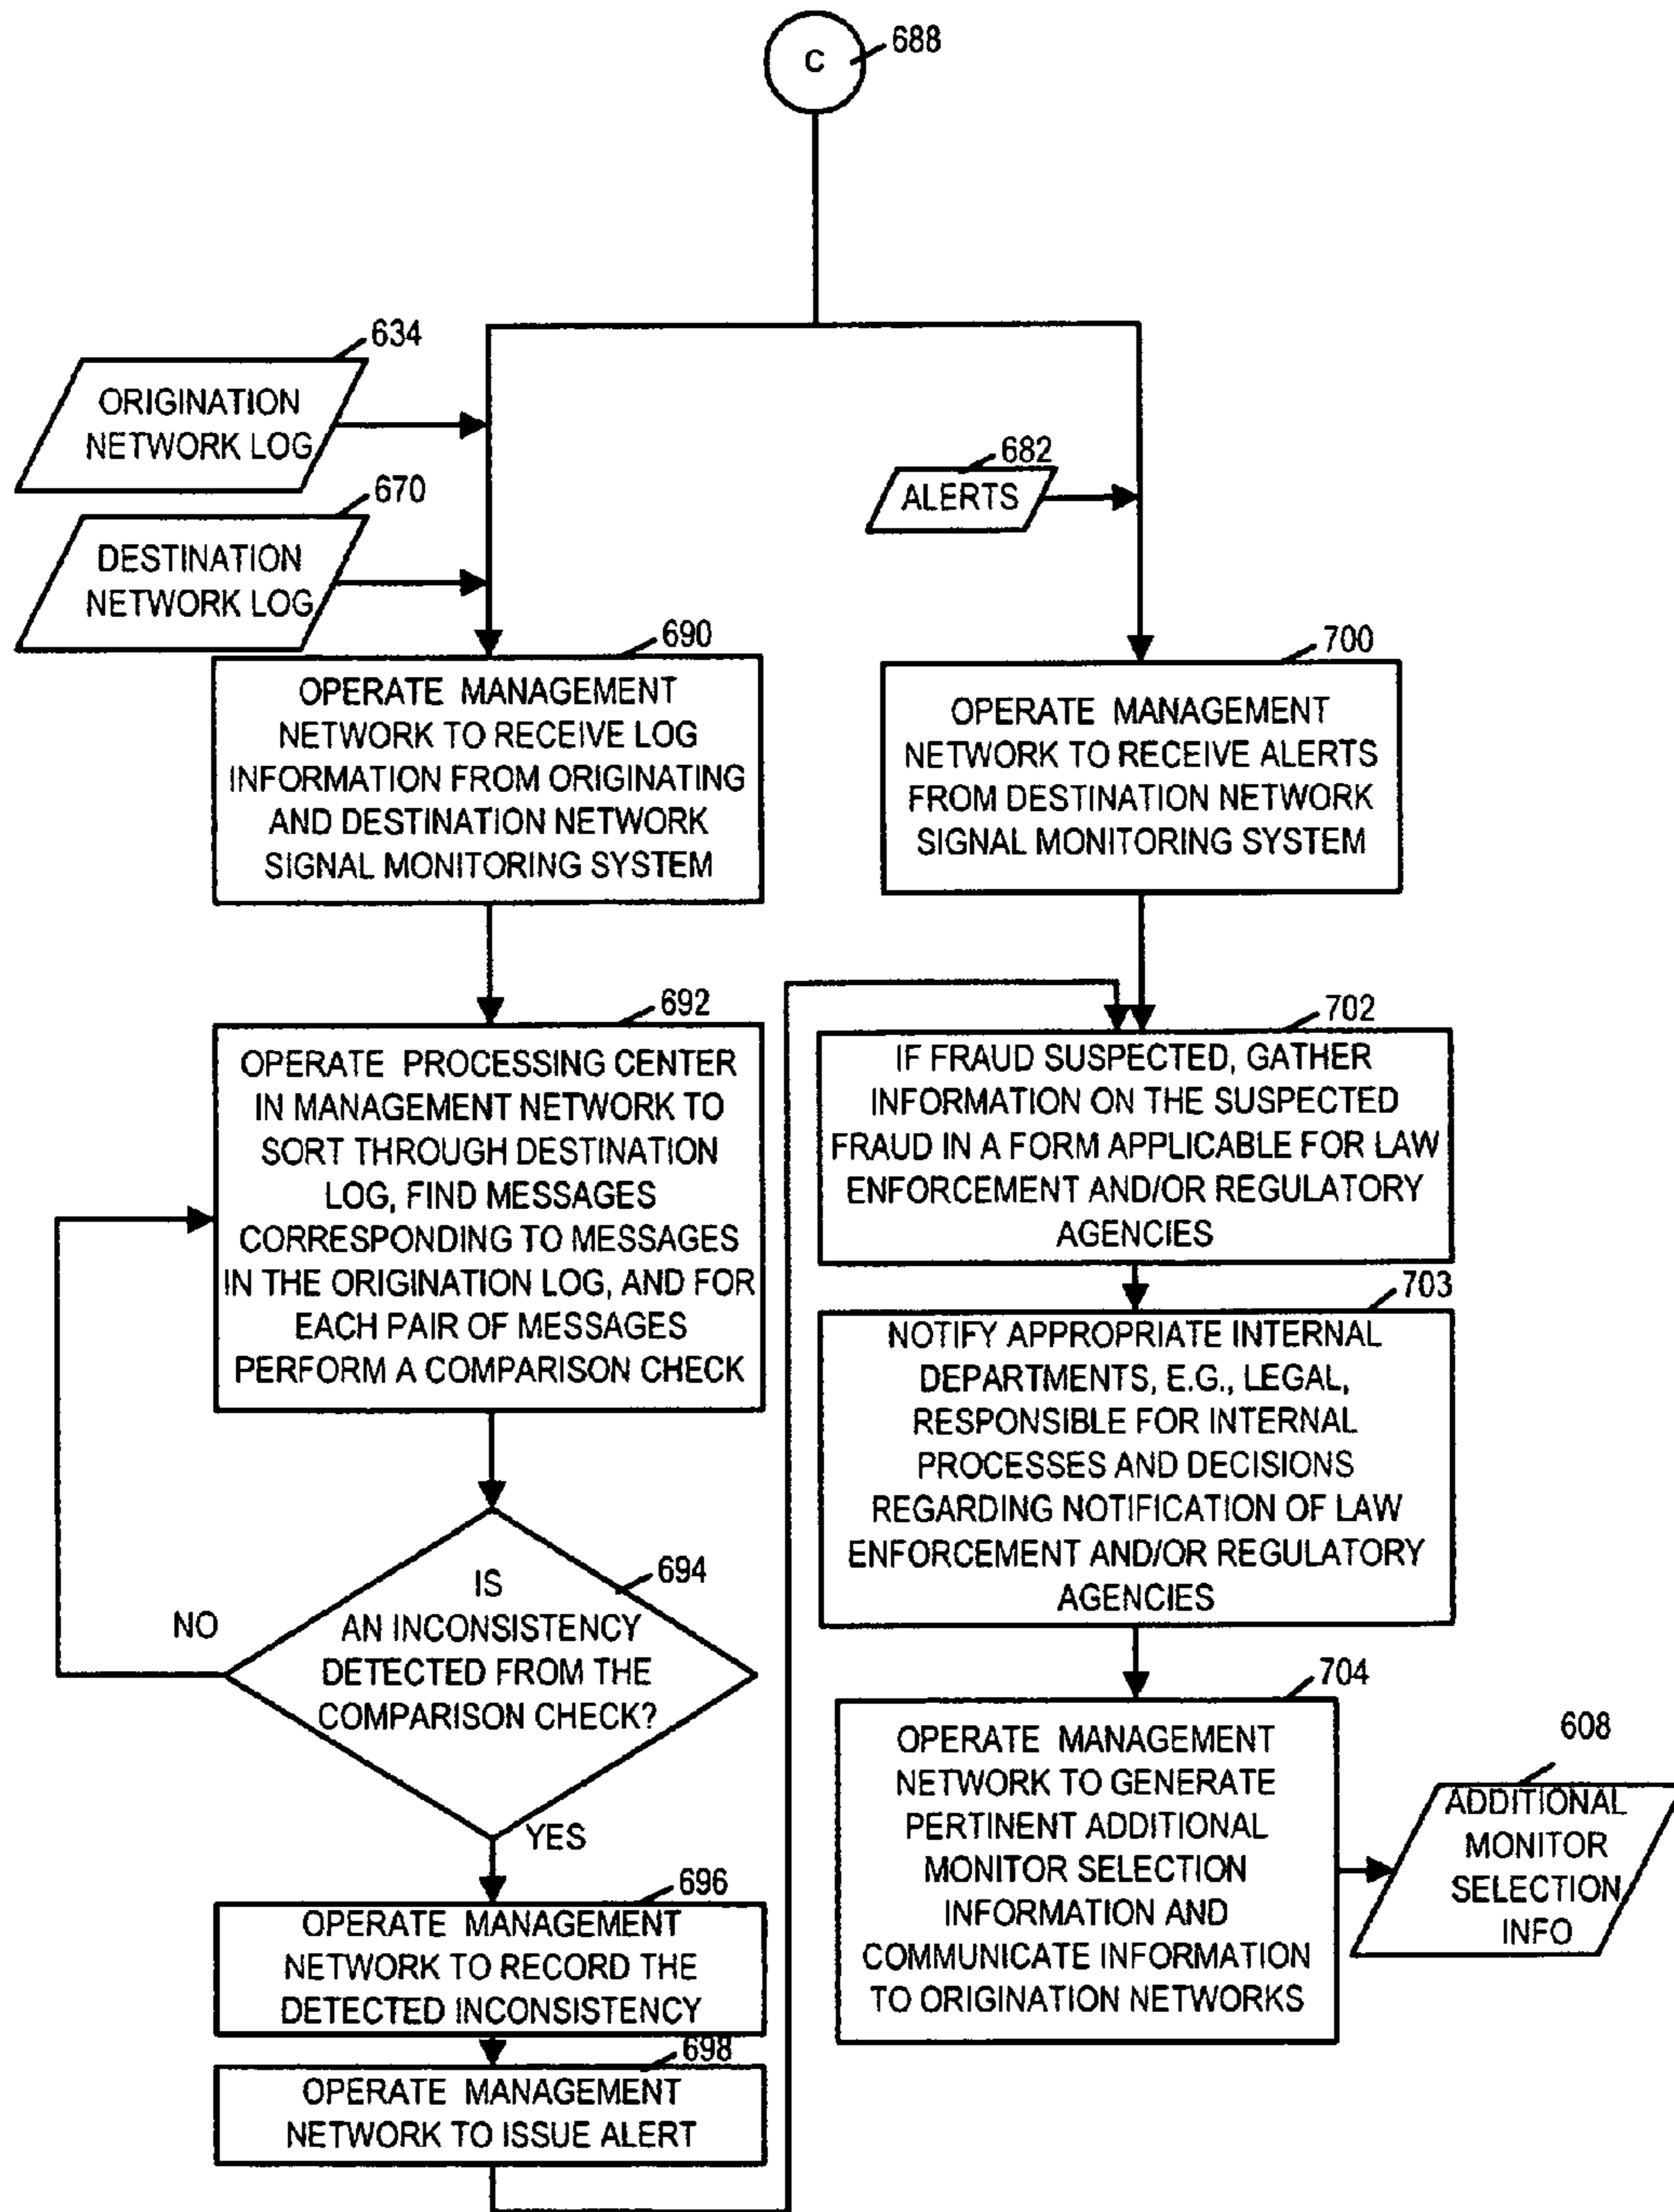 C
688
634
ORIGINATION
NETWORK LOG
670
DESTINATION
NETWORK LOG
682
ALERTS
690
OPERATE MANAGEMENT
NETWORK TO RECEIVE LOG
INFORMATION FROM ORIGINATING
AND DESTINATION NETWORK
SIGNAL MONITORING SYSTEM
700
OPERATE MANAGEMENT
NETWORK TO RECEIVE ALERTS
FROM DESTINATION NETWORK
SIGNAL MONITORING SYSTEM
692
OPERATE PROCESSING CENTER
IN MANAGEMENT NETWORK TO
SORT THROUGH DESTINATION
LOG, FIND MESSAGES
CORRESPONDING TO MESSAGES
IN THE ORIGINATION LOG, AND FOR
EACH PAIR OF MESSAGES
PERFORM A COMPARISON CHECK
702
IF FRAUD SUSPECTED, GATHER
INFORMATION ON THE SUSPECTED
FRAUD IN A FORM APPLICABLE FOR LAW
ENFORCEMENT AND/OR REGULATORY
AGENCIES
703
NOTIFY APPROPRIATE INTERNAL
DEPARTMENTS, E.G., LEGAL,
RESPONSIBLE FOR INTERNAL
PROCESSES AND DECISIONS
REGARDING NOTIFICATION OF LAW
ENFORCEMENT AND/OR REGULATORY
AGENCIES
694
IS
AN INCONSISTENCY
DETECTED FROM THE
COMPARISON CHECK?
NO
YES
696
OPERATE MANAGEMENT
NETWORK TO RECORD THE
DETECTED INCONSISTENCY
698
OPERATE MANAGEMENT
NETWORK TO ISSUE ALERT
704
OPERATE MANAGEMENT
NETWORK TO GENERATE
PERTINENT ADDITIONAL
MONITOR SELECTION
INFORMATION AND
COMMUNICATE INFORMATION
TO ORIGINATION NETWORKS
608
ADDITIONAL
MONITOR
SELECTION
INFO